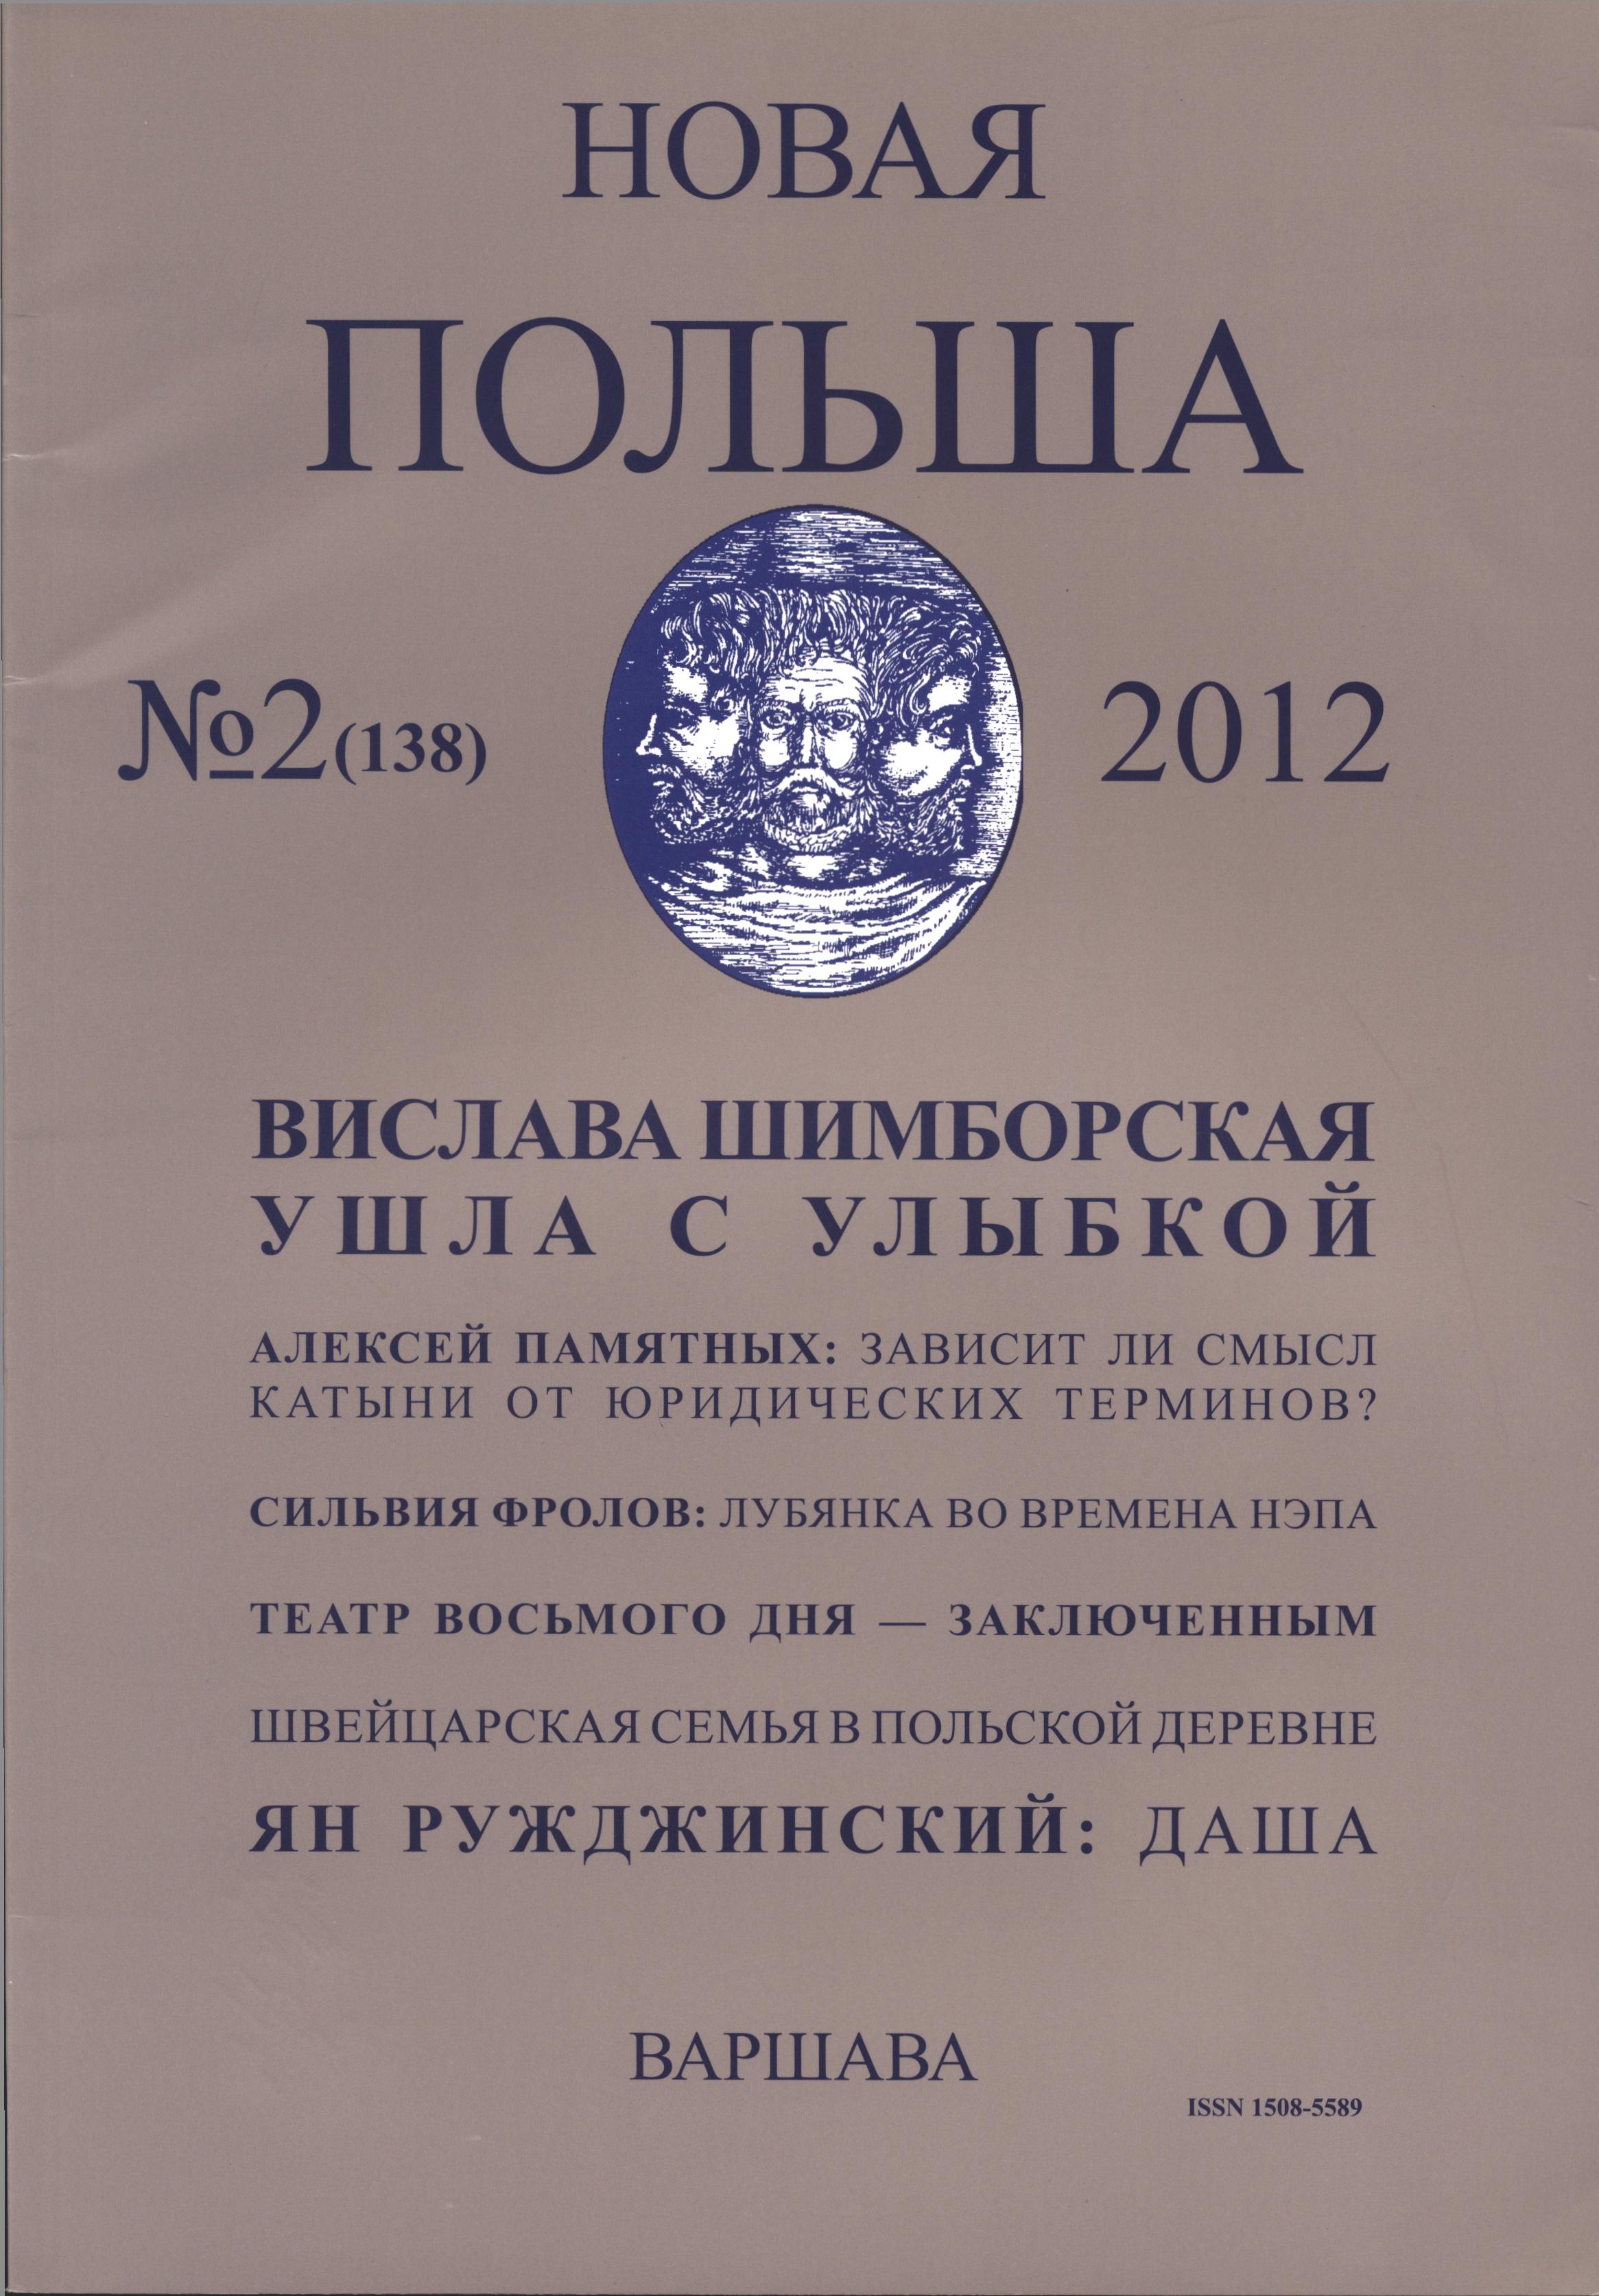 НОВАЯ
ПОЛЬША
№2(138)
2012
ВИСЛАВА ШИМБОРСКАЯ
УШЛА С УЛЫБКОЙ
АЛЕКСЕЙ ПАМЯТНЫХ: ЗАВИСИТ ЛИ СМЫСЛ
КАТЫНИ ОТ ЮРИДИЧЕСКИХ ТЕРМИНОВ?
СИЛЬВИЯ ФРОЛОВ: ЛУБЯНКА ВО ВРЕМЕНА НЭПА
ТЕАТР ВОСЬМОГО ДНЯ — ЗАКЛЮЧЕННЫМ
ШВЕЙЦАРСКАЯ СЕМЬЯ В ПОЛЬСКОЙ ДЕРЕВНЕ
ЯН РУЖДЖИНСКИЙ: ДАША
ВАРШАВА
ISSN 1508-5589